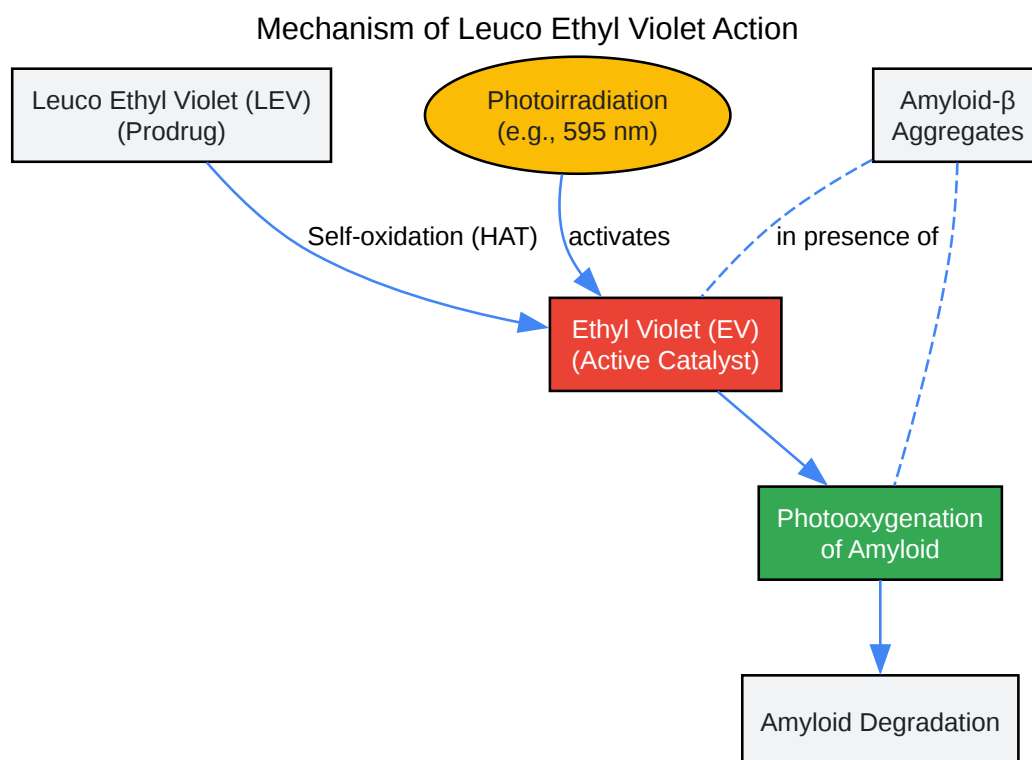 Mechanism of Leuco Ethyl Violet Action
Leuco Ethyl Violet (LEV)
(Prodrug)
Photoirradiation
(e.g., 595 nm)
Amyloid-β
Aggregates
Self-oxidation (HAT)
activates
in presence of
Ethyl Violet (EV)
(Active Catalyst)
Photooxygenation
of Amyloid
Amyloid Degradation